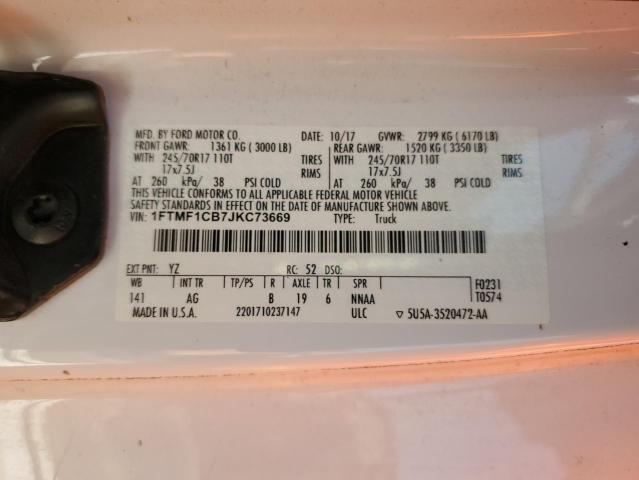 MFD. BY FORD MOTOR CO. DATE: 10/17 GVWR: 2799 KG ( 6170 LB)
FRONT GAWR: 1361 KG ( 3000 LB) REAR GAWR: 1520 KG ( 3350 LB)
WITH 245/70R17 110T TIRES WITH 245/70R17 110T TIRES
17x7.5J RIMS 17x7.5J RIMS
AT 260 kPa/ 38 PSI COLD AT 260 kPa/ 38 PSI COLD
THIS VEHICLE CONFORMS TO ALL APPLICABLE FEDERAL MOTOR VEHICLE
SAFETY STANDARDS IN EFFECT ON THE DATE OF MANUFACTURE SHOWN ABOVE.
VIN: 1FTMF1CB7JKC73669 TYPE: Truck
EXT PNT: YZ RC: 52 DSO:
WB INT TR TP/PS R AXLE TR SPR F0231
141 AG B 19 6 NNAA T0574
MADE IN U.S.A. 2201710237147 ULC ▽ 5U5A-3520472-AA